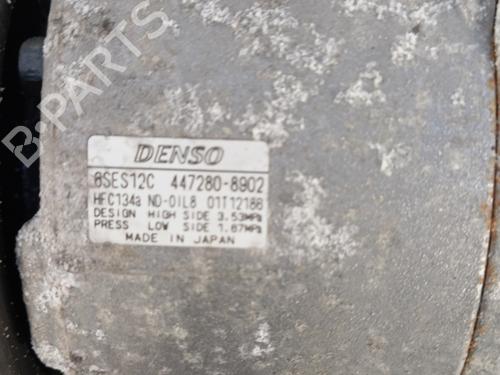 B-PARTS
DENSO
6SES12C 447280-8902
HFC134a ND-OIL8 01T12188
DESIGN HIGH SIDE 3.53MPa
PRESS LOW SIDE 1.67MPa
MADE IN JAPAN